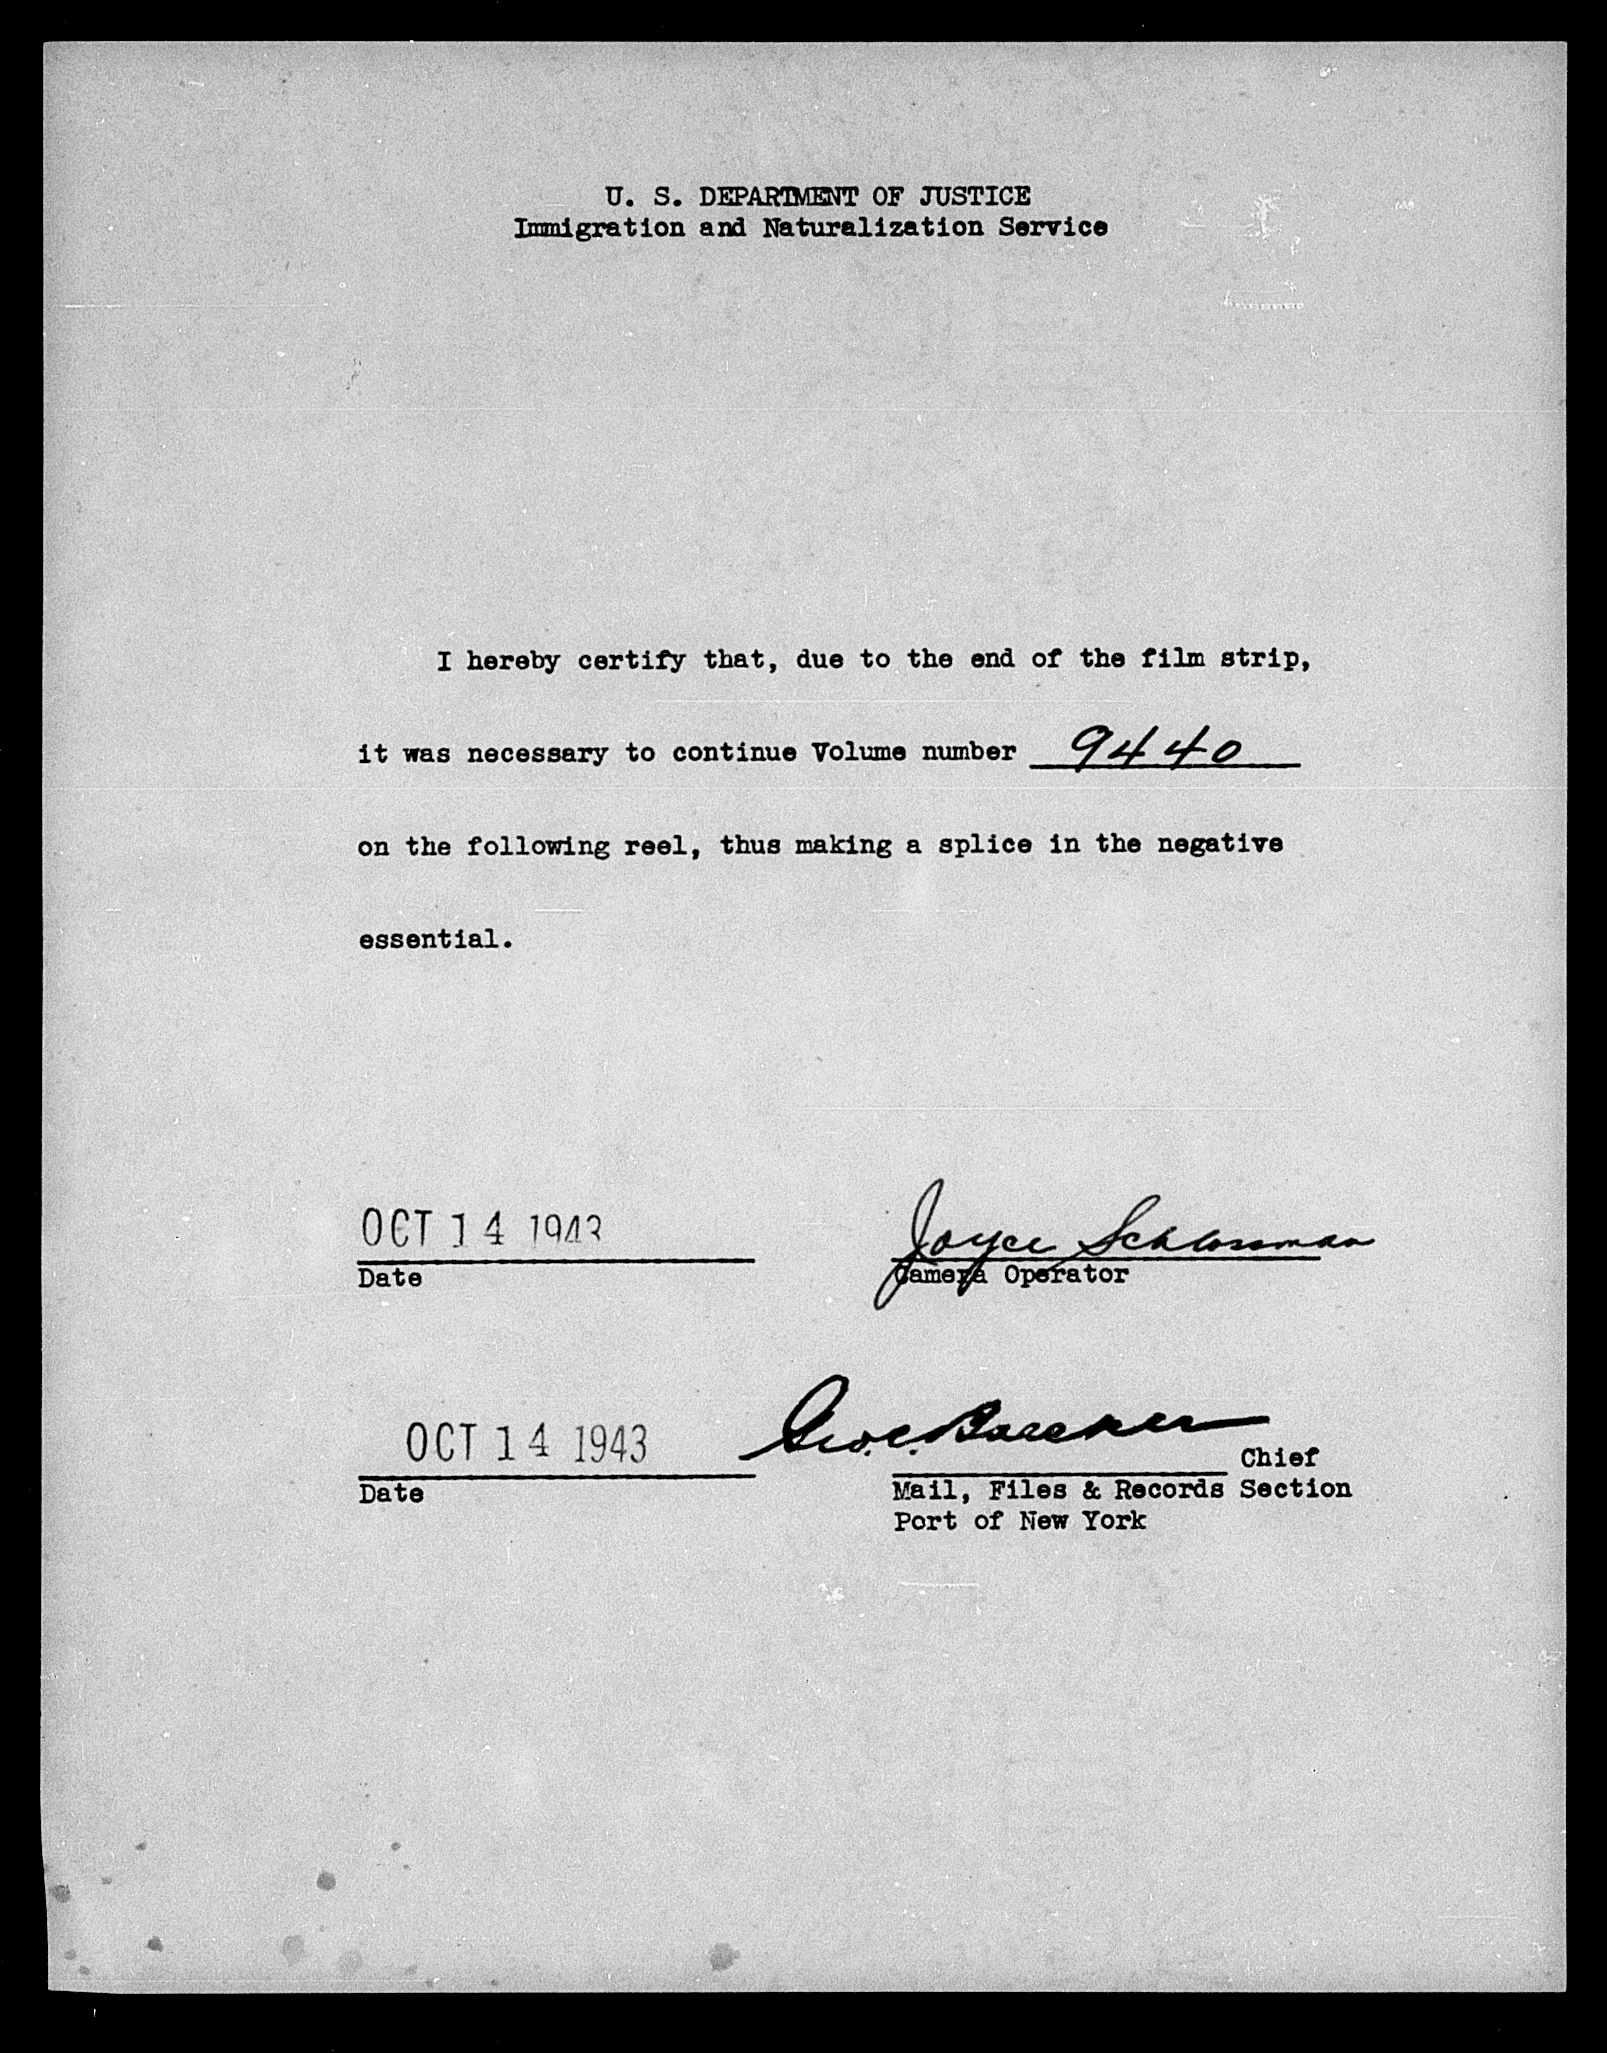 U. S. DEPARTMENT OF JUSTICE
Immigration and Naturalization Service
I hereby certify that, due to the end of the film strip,
it was necessary to continue Volume number 9440
on the following reel, thus making a splice in the negative
essential.
OCT 14 1943
Joyce Schlossman
Date
Camera Operator
OCT 14 1943
Geo. C.
Chief
Date
Mail, Files & Records Section
Port of New York